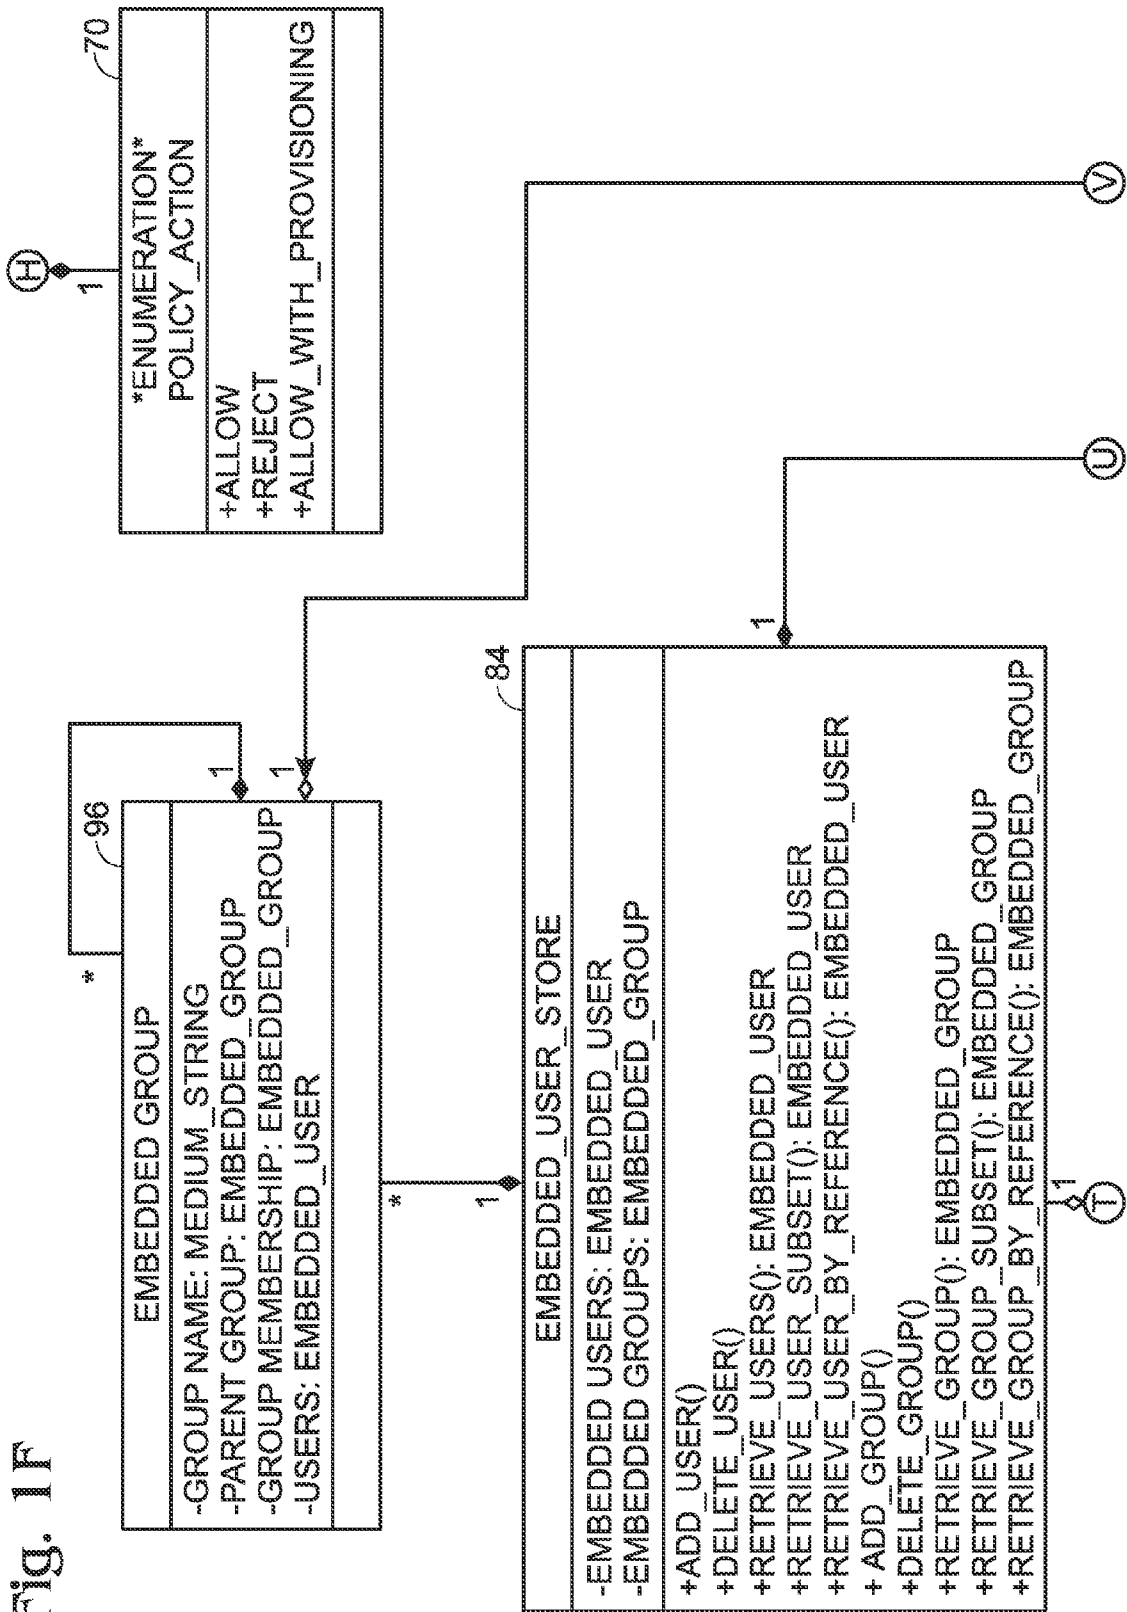 Fig. 1F
EMBEDDED GROUP
96
-GROUP NAME: MEDIUM_STRING
-PARENT GROUP: EMBEDDED_GROUP
-GROUP MEMBERSHIP: EMBEDDED_GROUP
-USERS: EMBEDDED_USER
*
1
1
*
1
*ENUMERATION*
POLICY_ACTION
70
+ALLOW
+REJECT
+ALLOW_WITH_PROVISIONING
H
1
EMBEDDED_USER_STORE
84
-EMBEDDED USERS: EMBEDDED_USER
-EMBEDDED GROUPS: EMBEDDED_GROUP
+ADD_USER()
+DELETE_USER()
+RETRIEVE_USERS(): EMBEDDED_USER
+RETRIEVE_USER_SUBSET(): EMBEDDED_USER
+RETRIEVE_USER_BY_REFERENCE(): EMBEDDED_USER
+ ADD_GROUP()
+DELETE_GROUP()
+RETRIEVE_GROUP(): EMBEDDED_GROUP
+RETRIEVE_GROUP_SUBSET(): EMBEDDED_GROUP
+RETRIEVE_GROUP_BY_REFERENCE(): EMBEDDED_GROUP
1
1
T
U
V